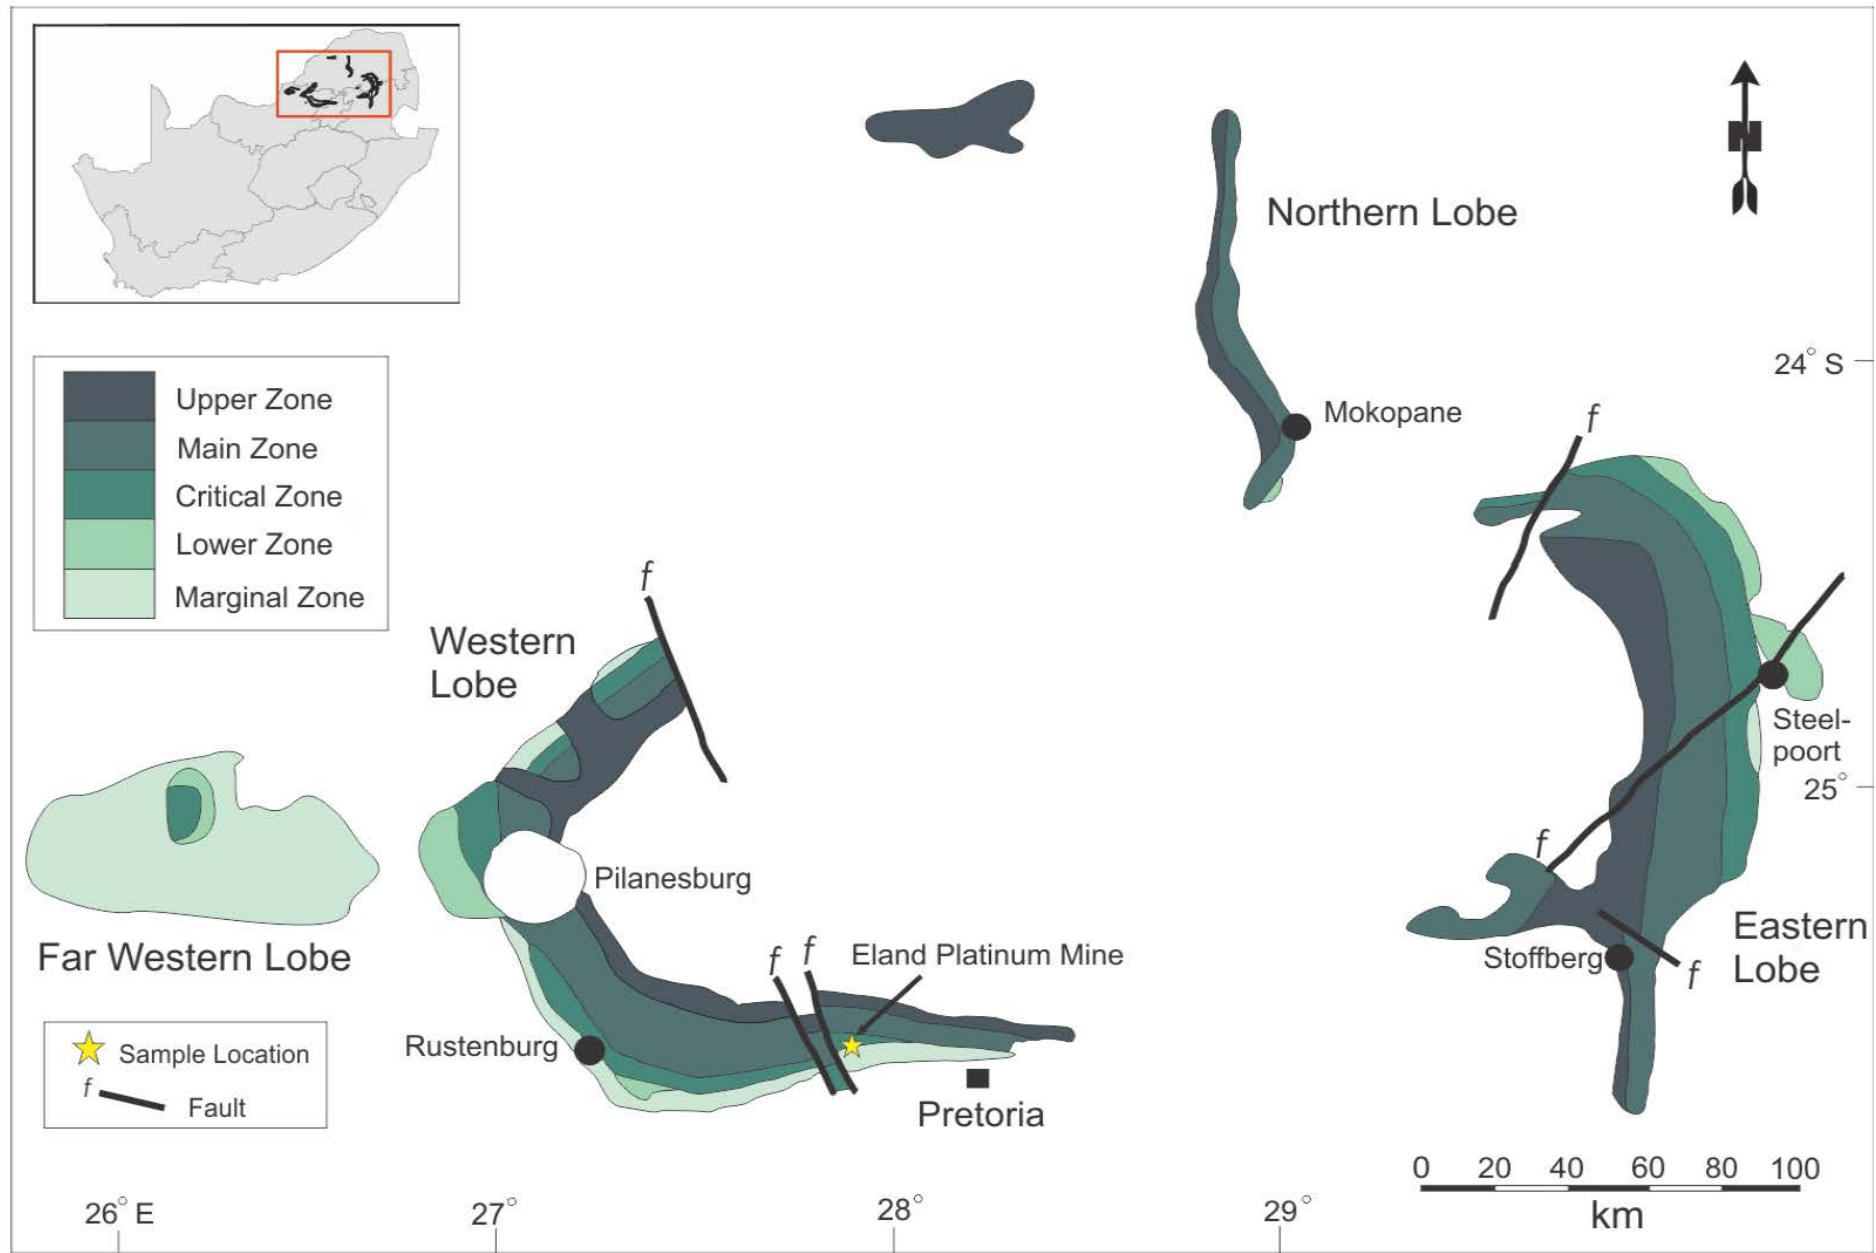 N
Northern Lobe
24° S
Upper Zone
Main Zone
Critical Zone
Lower Zone
Marginal Zone
Mokopane
f
f
Western
Lobe
Steel-
poort
25°
f
Pilanesburg
Eastern
Lobe
Far Western Lobe
f
f
Eland Platinum Mine
Stoffberg
f
Sample Location
f
Fault
Rustenburg
Pretoria
0 20 40 60 80 100
km
26° E
27°
28°
29°